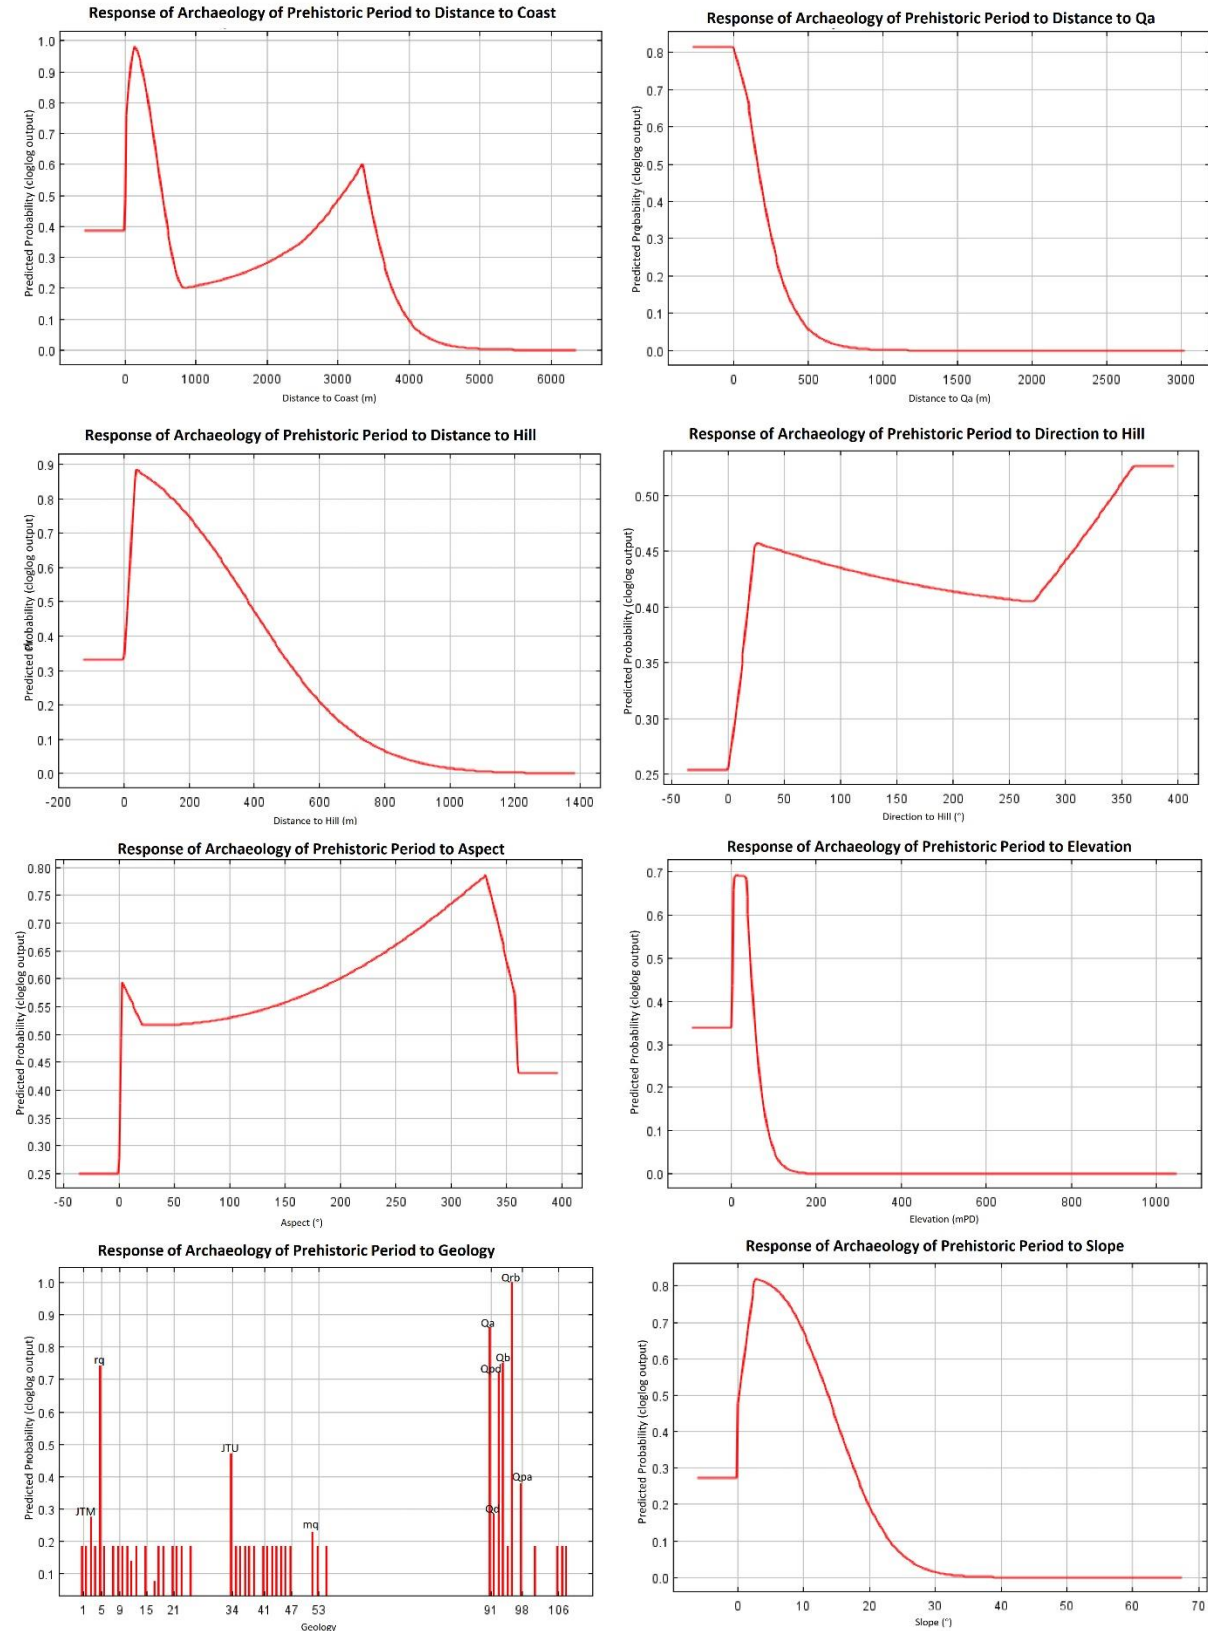 Response of Archaeology of Prehistoric Period to Distance to Coast
Predicted Probability (cloglog output)
1.0
0.9
0.8
0.7
0.6
0.5
0.4
0.3
0.2
0.1
0.0
0 1000 2000 3000 4000 5000 6000
Distance to Coast (m)
Response of Archaeology of Prehistoric Period to Distance to Qa
Predicted Probability (cloglog output)
0.8
0.7
0.6
0.5
0.4
0.3
0.2
0.1
0.0
0 500 1000 1500 2000 2500 3000
Distance to Qa (m)
Response of Archaeology of Prehistoric Period to Distance to Hill
Predicted Probability (cloglog output)
0.9
0.8
0.7
0.6
0.5
0.4
0.3
0.2
0.1
0.0
-200 0 200 400 600 800 1000 1200 1400
Distance to Hill (m)
Response of Archaeology of Prehistoric Period to Direction to Hill
Predicted Probability (cloglog output)
0.50
0.45
0.40
0.35
0.30
0.25
-50 0 50 100 150 200 250 300 350 400
Direction to Hill (°)
Response of Archaeology of Prehistoric Period to Aspect
Predicted Probability (cloglog output)
0.80
0.75
0.70
0.65
0.60
0.55
0.50
0.45
0.40
0.35
0.30
0.25
-50 0 50 100 150 200 250 300 350 400
Aspect (°)
Response of Archaeology of Prehistoric Period to Elevation
Predicted Probability (cloglog output)
0.7
0.6
0.5
0.4
0.3
0.2
0.1
0.0
0 200 400 600 800 1000
Elevation (mPD)
Response of Archaeology of Prehistoric Period to Geology
Predicted Probability (cloglog output)
1.0
0.9
0.8
0.7
0.6
0.5
0.4
0.3
0.2
0.1
JTM
rq
JTU
mq
Qa
Qd
Qb
Qrb
Qpa
1 5 9 15 21 34 41 47 53 91 98 106
Geology
Response of Archaeology of Prehistoric Period to Slope
Predicted Probability (cloglog output)
0.8
0.7
0.6
0.5
0.4
0.3
0.2
0.1
0.0
0 10 20 30 40 50 60 70
Slope (°)